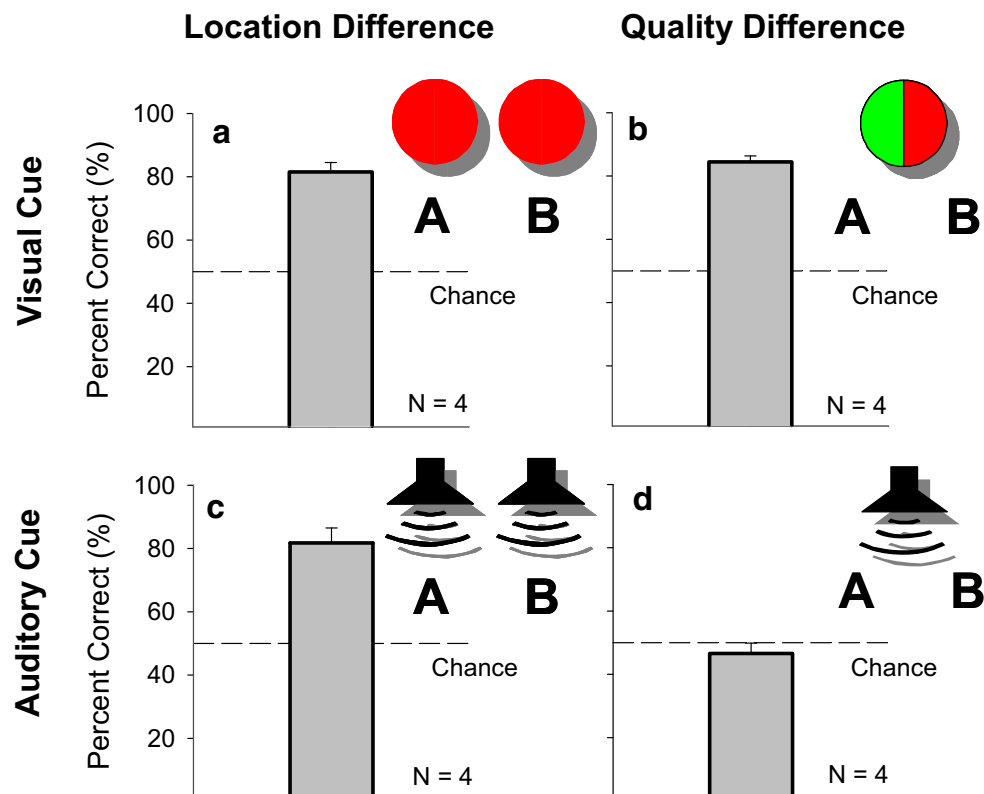 Location Difference
Quality Difference
Visual Cue
Percent Correct (%)
100
80
60
40
20
a
A B
Chance
N = 4
b
A B
Chance
N = 4
Auditory Cue
Percent Correct (%)
100
80
60
40
20
c
A B
Chance
N = 4
d
A B
Chance
N = 4